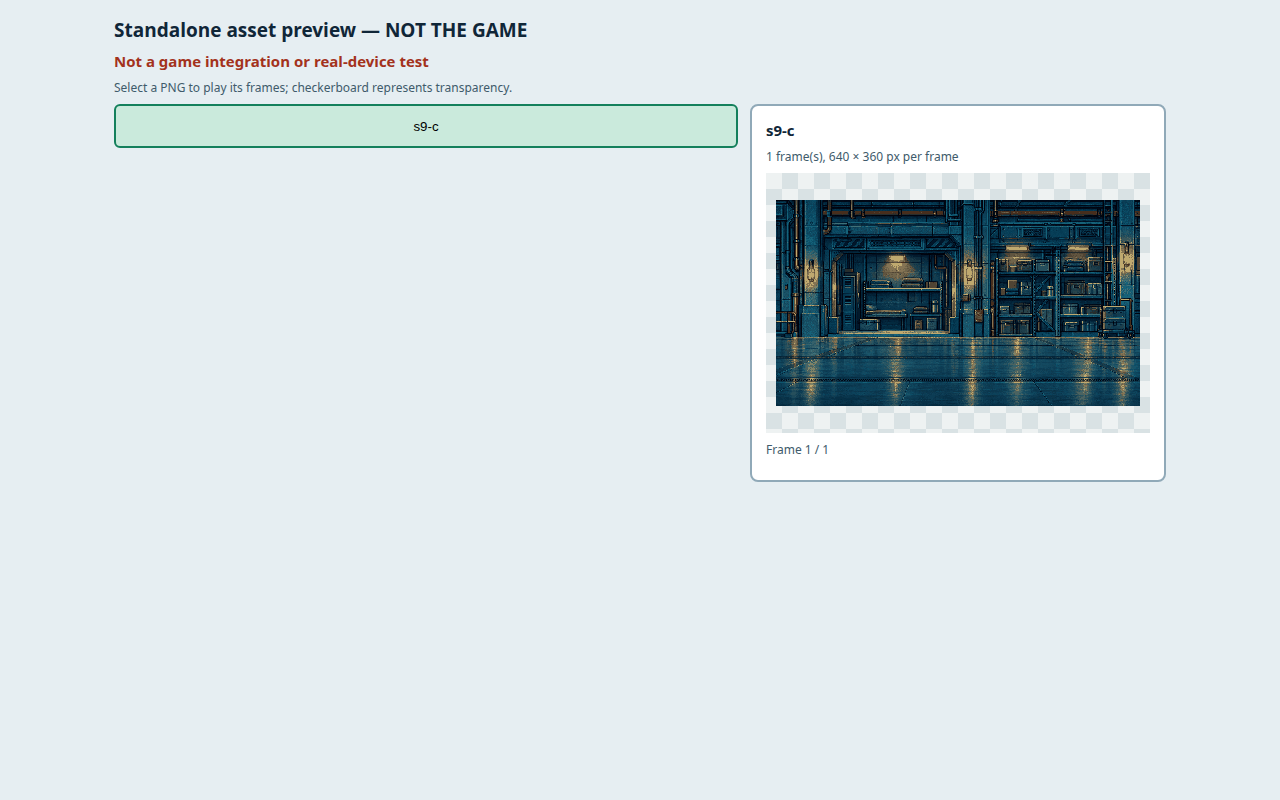 Standalone asset preview — NOT THE GAME
Not a game integration or real-device test
Select a PNG to play its frames; checkerboard represents transparency.
s9-c
s9-c
1 frame(s), 640 × 360 px per frame
Frame 1 / 1